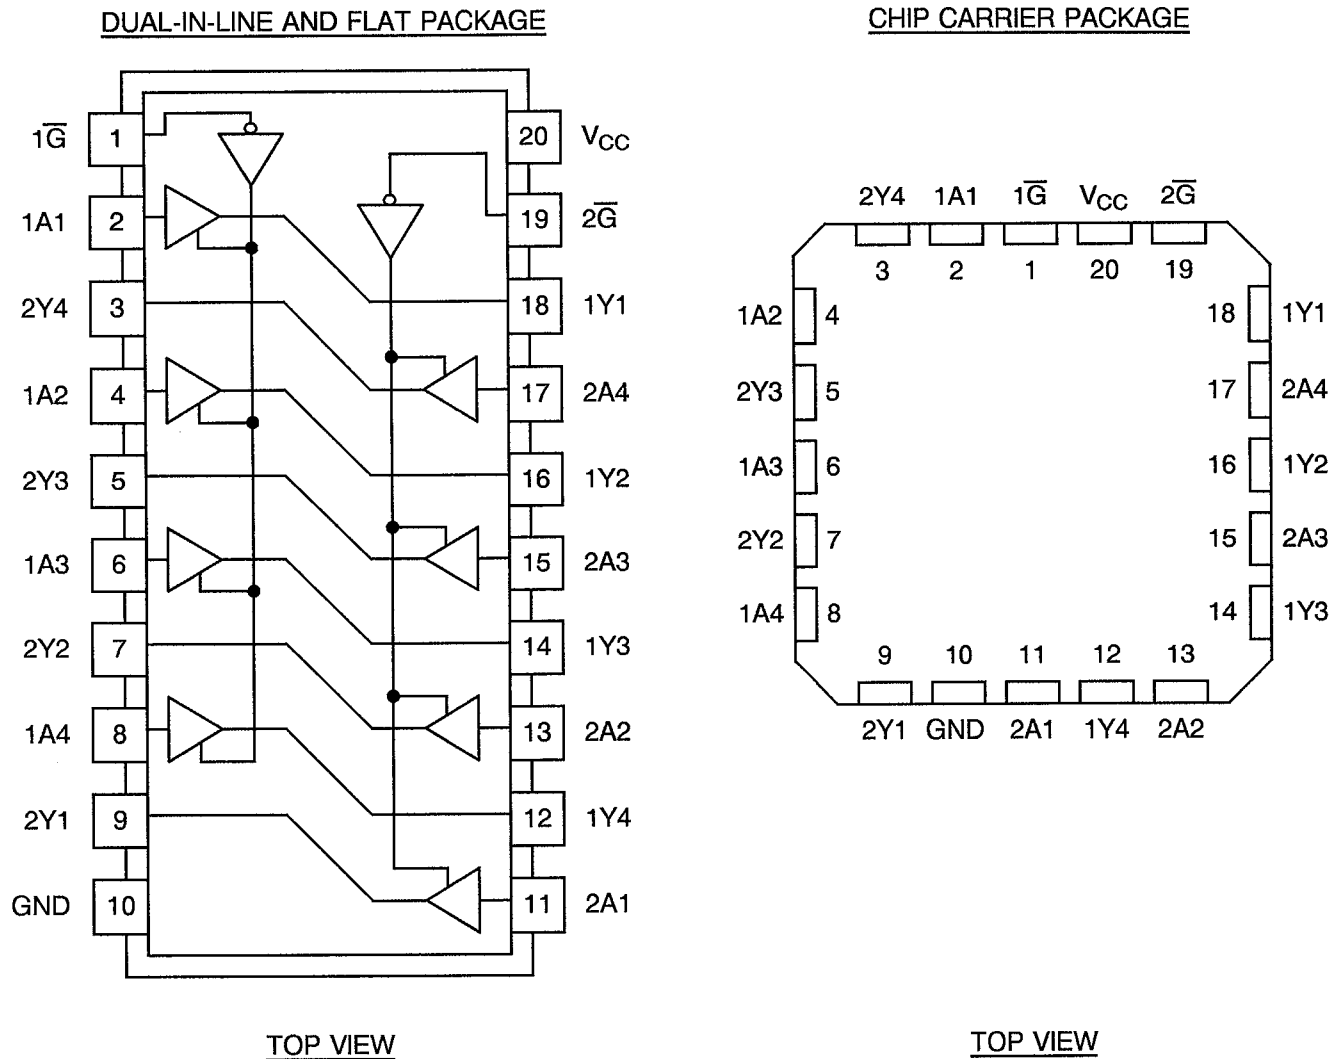 DUAL-IN-LINE AND FLAT PACKAGE
1G̅ 1 20 VCC
1A1 2 19 2G̅
2Y4 3 18 1Y1
1A2 4 17 2A4
2Y3 5 16 1Y2
1A3 6 15 2A3
2Y2 7 14 1Y3
1A4 8 13 2A2
2Y1 9 12 1Y4
GND 10 11 2A1
TOP VIEW
CHIP CARRIER PACKAGE
2Y4 1A1 1G̅ VCC 2G̅
3 2 1 20 19
1A2 4 18 1Y1
2Y3 5 17 2A4
1A3 6 16 1Y2
2Y2 7 15 2A3
1A4 8 14 1Y3
9 10 11 12 13
2Y1 GND 2A1 1Y4 2A2
TOP VIEW